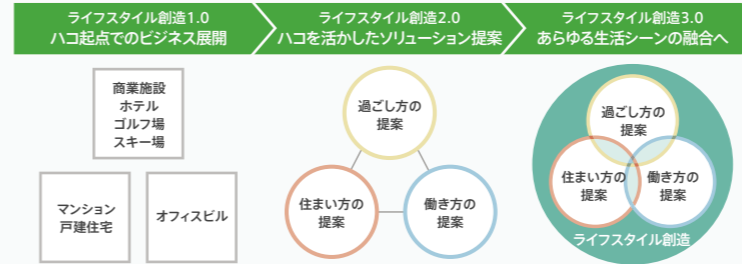 ライフスタイル創造1.0
ハコ起点でのビジネス展開
ライフスタイル創造2.0
ハコを活かしたソリューション提案
ライフスタイル創造3.0
あらゆる生活シーンの融合へ
商業施設
ホテル
ゴルフ場
スキー場
マンション
戸建住宅
オフィスビル
過ごし方の
提案
住まい方の
提案
働き方の
提案
過ごし方の
提案
住まい方の
提案
働き方の
提案
ライフスタイル創造